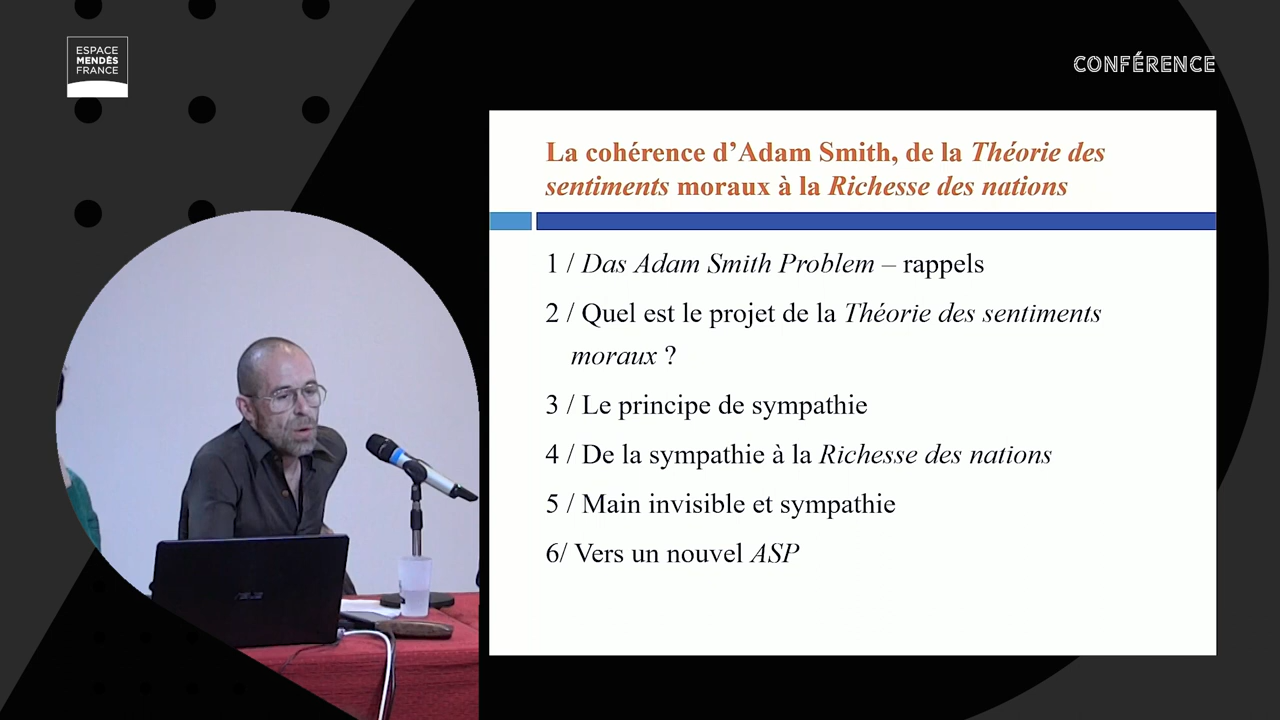 ESPACE
MENDÈS
FRANCE
CONFÉRENCE
La cohérence d’Adam Smith, de la Théorie des
sentiments moraux à la Richesse des nations
1 / Das Adam Smith Problem – rappels
2 / Quel est le projet de la Théorie des sentiments
moraux ?
3 / Le principe de sympathie
4 / De la sympathie à la Richesse des nations
5 / Main invisible et sympathie
6/ Vers un nouvel ASP